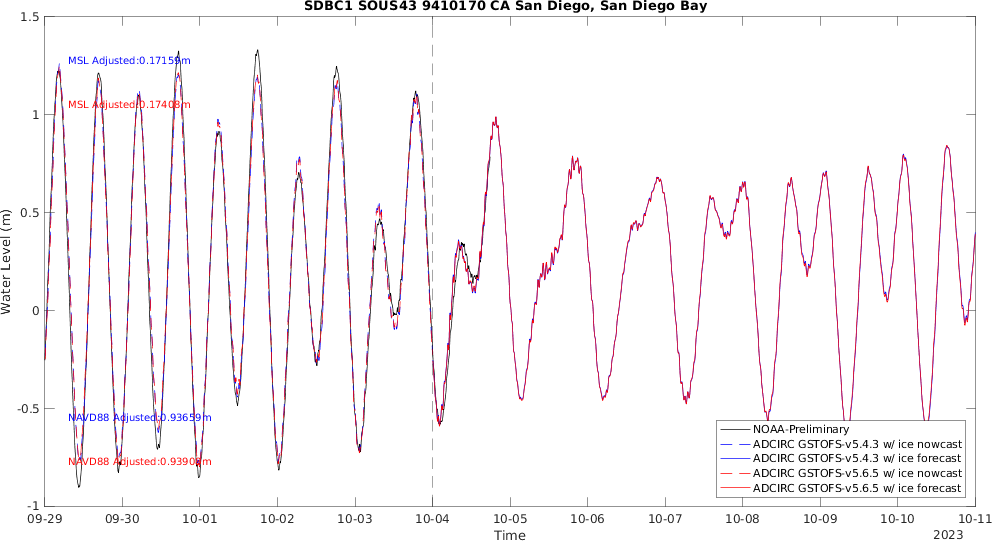 SDBC1 SOUS43 9410170 CA San Diego, San Diego Bay
Water Level (m)
1.5
1
0.5
0
-0.5
-1
MSL Adjusted:0.17159m
MSL Adjusted:0.17408m
NAVD88 Adjusted:0.93659m
NAVD88 Adjusted:0.93908m
NOAA-Preliminary
ADCIRC GSTOFS-v5.4.3 w/ ice nowcast
ADCIRC GSTOFS-v5.4.3 w/ ice forecast
ADCIRC GSTOFS-v5.6.5 w/ ice nowcast
ADCIRC GSTOFS-v5.6.5 w/ ice forecast
09-29 09-30 10-01 10-02 10-03 10-04 10-05 10-06 10-07 10-08 10-09 10-10 10-11
Time
2023